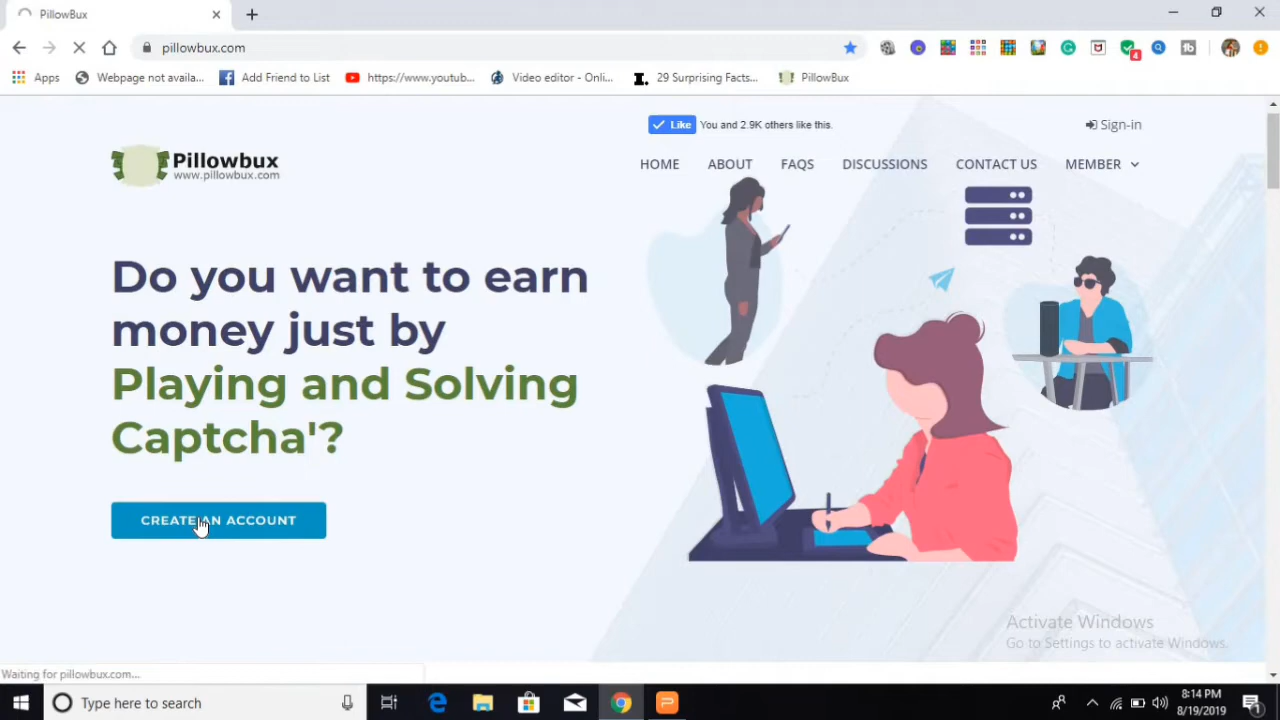 PillowBux
pillowbux.com
4
Apps
Webpage not availa...
Add Friend to List
https://www.youtub...
Video editor - Onli...
29 Surprising Facts...
PillowBux
Like
You and 2.9K others like this.
Sign-in
Pillowbux
www.pillowbux.com
HOME
ABOUT
FAQS
DISCUSSIONS
CONTACT US
MEMBER
Do you want to earn
money just by
Playing and Solving
Captcha'?
CREATE AN ACCOUNT
Activate Windows
Go to Settings to activate Windows.
Waiting for pillowbux.com...
Type here to search
8:14 PM
8/19/2019
1